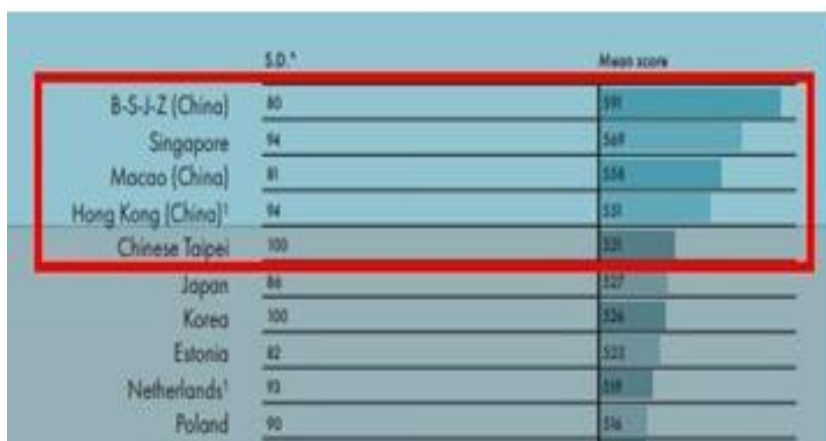 S.D.* Mean score
B-S-J-Z (China) 80 591
Singapore 94 569
Macao (China) 81 558
Hong Kong (China)¹ 94 551
Chinese Taipei 100 531
Japan 86 527
Korea 100 526
Estonia 82 523
Netherlands¹ 93 519
Poland 90 516